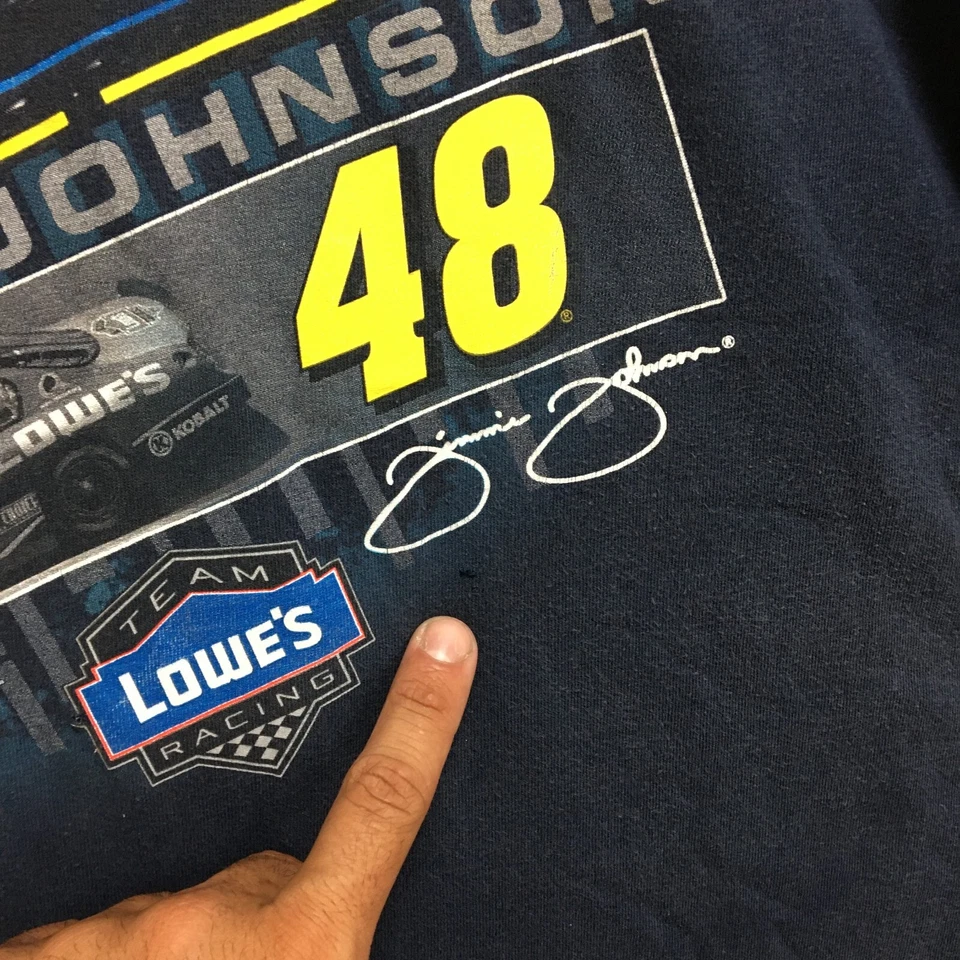 JOHNSON
48®
LOWE'S
KOBALT
Jimmie Johnson®
TEAM
LOWE'S
RACING